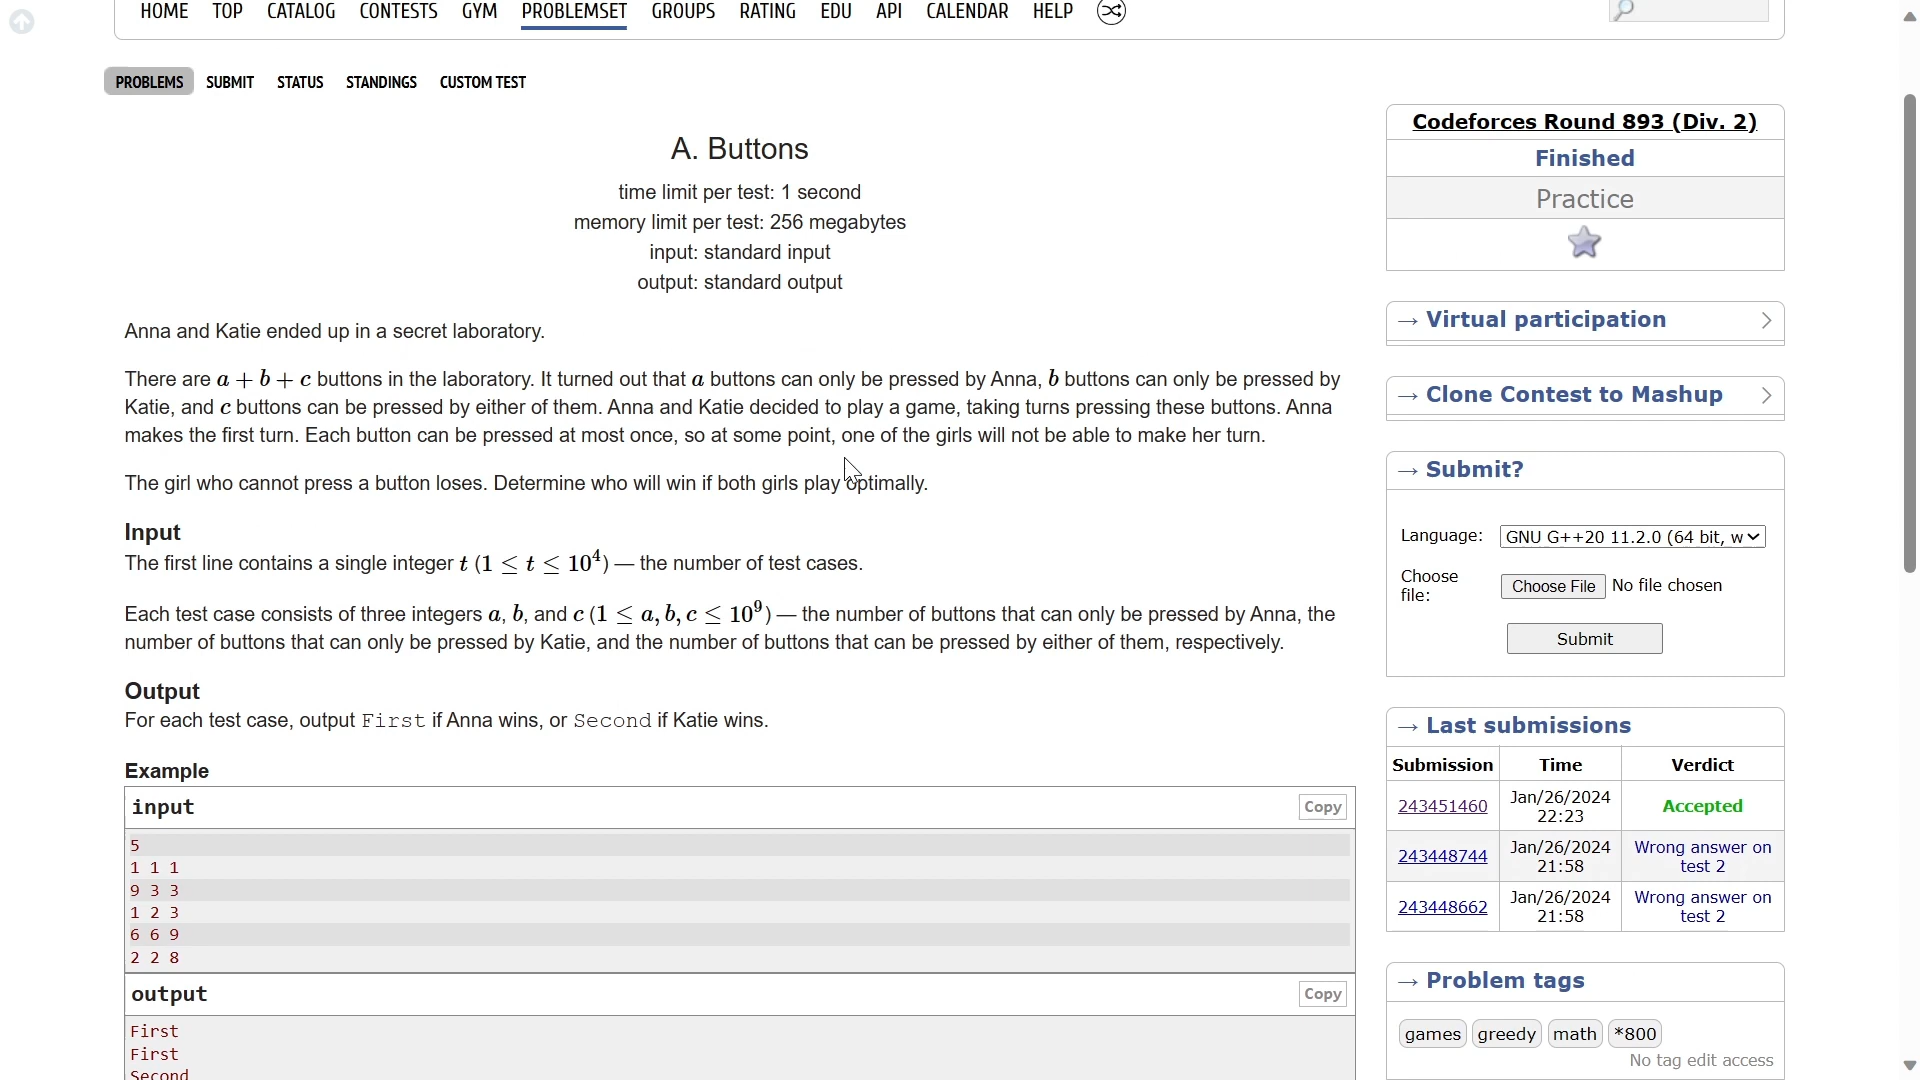 HOME TOP CATALOG CONTESTS GYM PROBLEMSET GROUPS RATING EDU API CALENDAR HELP
PROBLEMS SUBMIT STATUS STANDINGS CUSTOM TEST
A. Buttons
time limit per test: 1 second
memory limit per test: 256 megabytes
input: standard input
output: standard output
Anna and Katie ended up in a secret laboratory.
There are a + b + c buttons in the laboratory. It turned out that a buttons can only be pressed by Anna, b buttons can only be pressed by
Katie, and c buttons can be pressed by either of them. Anna and Katie decided to play a game, taking turns pressing these buttons. Anna
makes the first turn. Each button can be pressed at most once, so at some point, one of the girls will not be able to make her turn.
The girl who cannot press a button loses. Determine who will win if both girls play optimally.
Input
The first line contains a single integer t (1 ≤ t ≤ 10⁴) — the number of test cases.
Each test case consists of three integers a, b, and c (1 ≤ a, b, c ≤ 10⁹) — the number of buttons that can only be pressed by Anna, the
number of buttons that can only be pressed by Katie, and the number of buttons that can be pressed by either of them, respectively.
Output
For each test case, output First if Anna wins, or Second if Katie wins.
Example
input Copy
5
1 1 1
9 3 3
1 2 3
6 6 9
2 2 8
output Copy
First
First
Second
Codeforces Round 893 (Div. 2)
Finished
Practice
→ Virtual participation
→ Clone Contest to Mashup
→ Submit?
Language: GNU G++20 11.2.0 (64 bit, w
Choose
file: Choose File No file chosen
Submit
→ Last submissions
Submission Time Verdict
243451460 Jan/26/2024
22:23 Accepted
243448744 Jan/26/2024
21:58 Wrong answer on
test 2
243448662 Jan/26/2024
21:58 Wrong answer on
test 2
→ Problem tags
games greedy math *800
No tag edit access